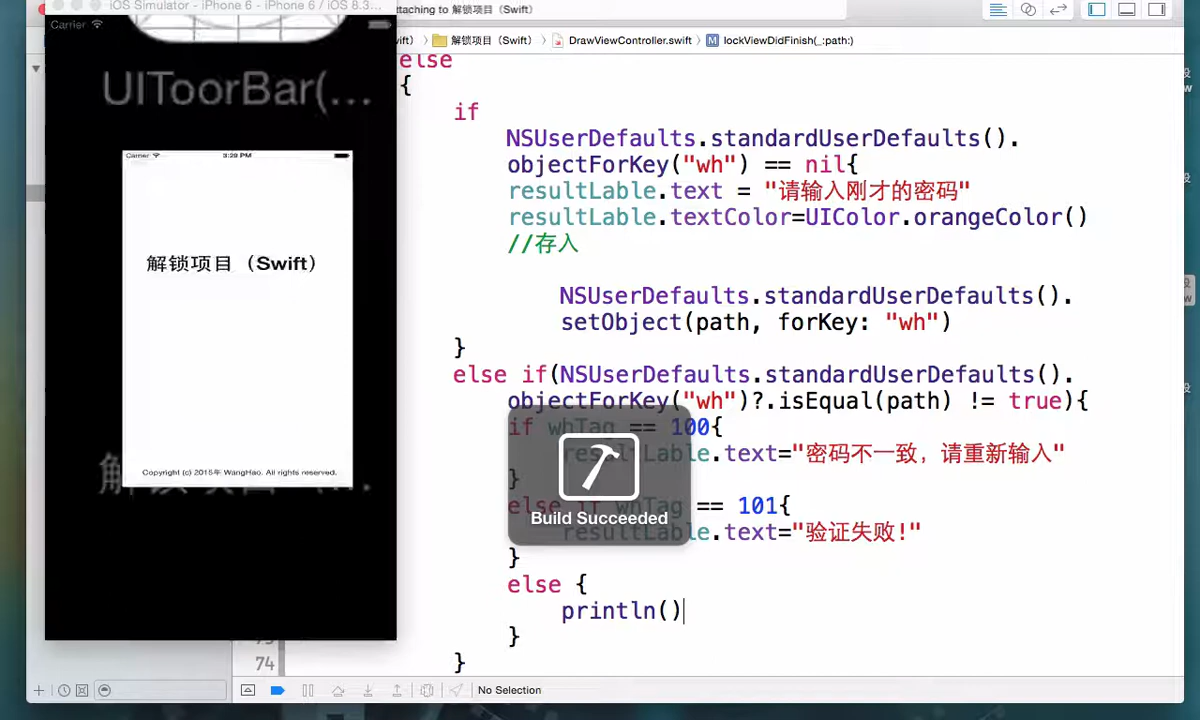 iOS Simulator - iPhone 6 - iPhone 6 / iOS 8.3...
ttaching to 解锁项目（Swift）
Carrier
解锁项目（Swift）
DrawViewController.swift
M lockViewDidFinish(_:path:)
UIToorBar(...
Carrier
3:29 PM
解锁项目（Swift）
Copyright (c) 2015年 WangHao. All rights reserved.
else
{
if
NSUserDefaults.standardUserDefaults().
objectForKey("wh") == nil{
resultLable.text = "请输入刚才的密码"
resultLable.textColor=UIColor.orangeColor()
//存入
NSUserDefaults.standardUserDefaults().
setObject(path, forKey: "wh")
}
else if(NSUserDefaults.standardUserDefaults().
objectForKey("wh")?.isEqual(path) != true){
if whTag == 100{
resultLable.text="密码不一致，请重新输入"
}
else if whTag == 101{
resultLable.text="验证失败!"
}
else {
println()
}
74
}
Build Succeeded
No Selection